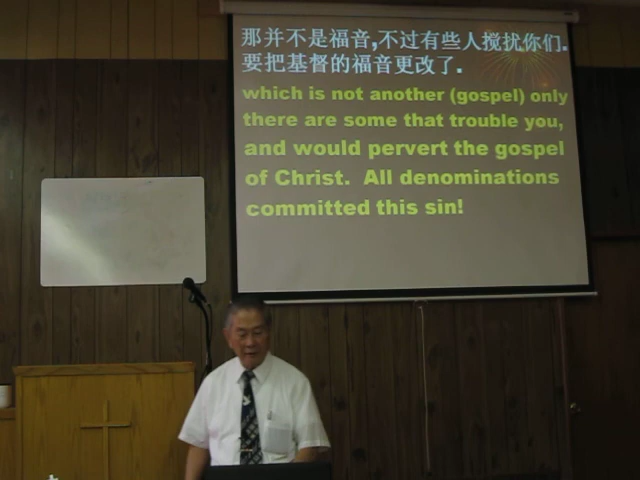 那并不是福音,不过有些人搅扰你们.
要把基督的福音更改了.
which is not another (gospel) only
there are some that trouble you,
and would pervert the gospel
of Christ.  All denominations
committed this sin!